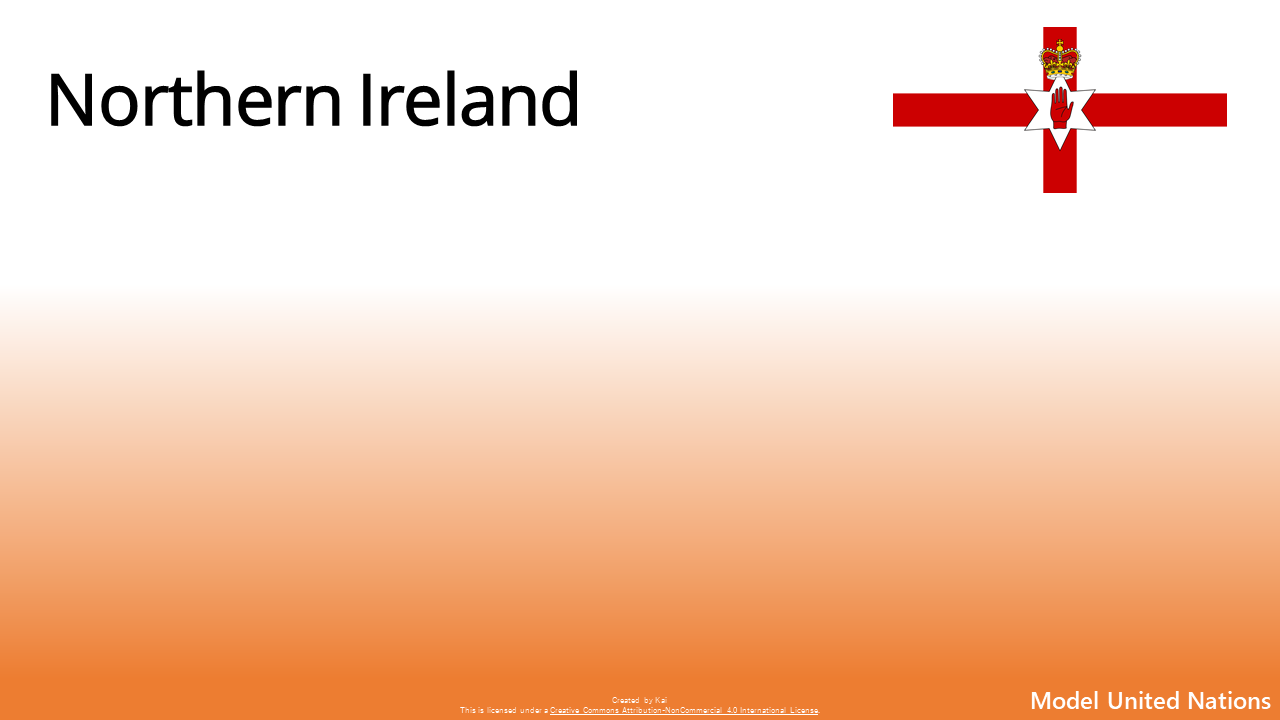 Northern Ireland
Created by Kai
This is licensed under a Creative Commons Attribution-NonCommercial 4.0 International License.
Model United Nations